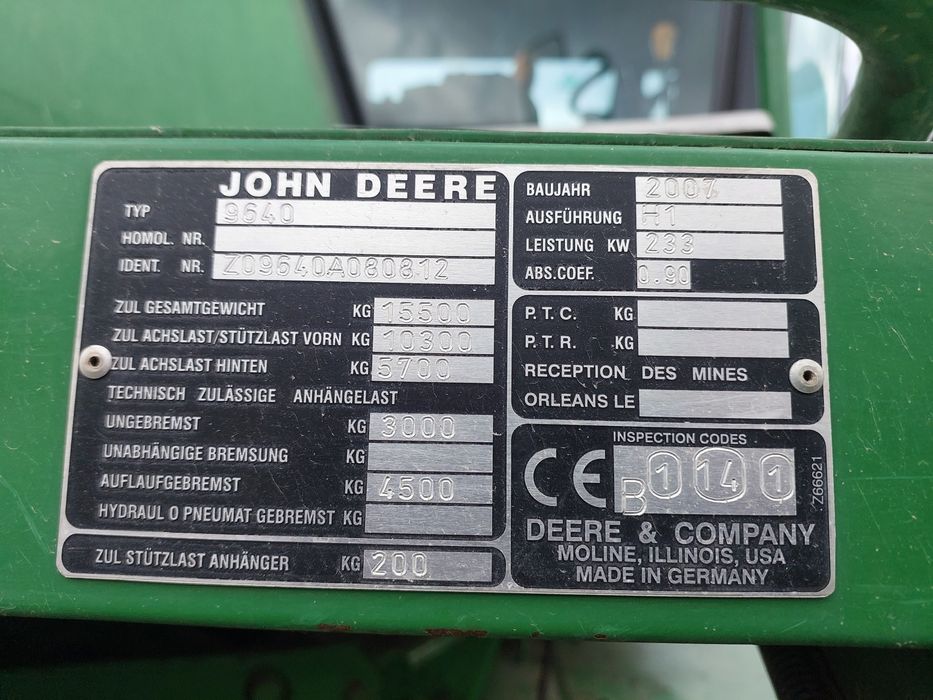 JOHN DEERE
TYP 9640
HOMOL. NR.
IDENT. NR. Z09640A080812
ZUL GESAMTGEWICHT KG 15500
ZUL ACHSLAST/STÜTZLAST VORN KG 10300
ZUL ACHSLAST HINTEN KG 5700
TECHNISCH ZULÄSSIGE ANHÄNGELAST
UNGEBREMST KG 3000
UNABHÄNGIGE BREMSUNG KG
AUFLAUFGEBREMST KG 4500
HYDRAUL O PNEUMAT GEBREMST KG
ZUL STÜTZLAST ANHÄNGER KG 200
BAUJAHR 2007
AUSFÜHRUNG H1
LEISTUNG KW 233
ABS.COEF. 0.90
P.T.C. KG
P.T.R. KG
RECEPTION DES MINES
ORLEANS LE
INSPECTION CODES
CE B 1 14 1
Z66621
DEERE & COMPANY
MOLINE, ILLINOIS, USA
MADE IN GERMANY